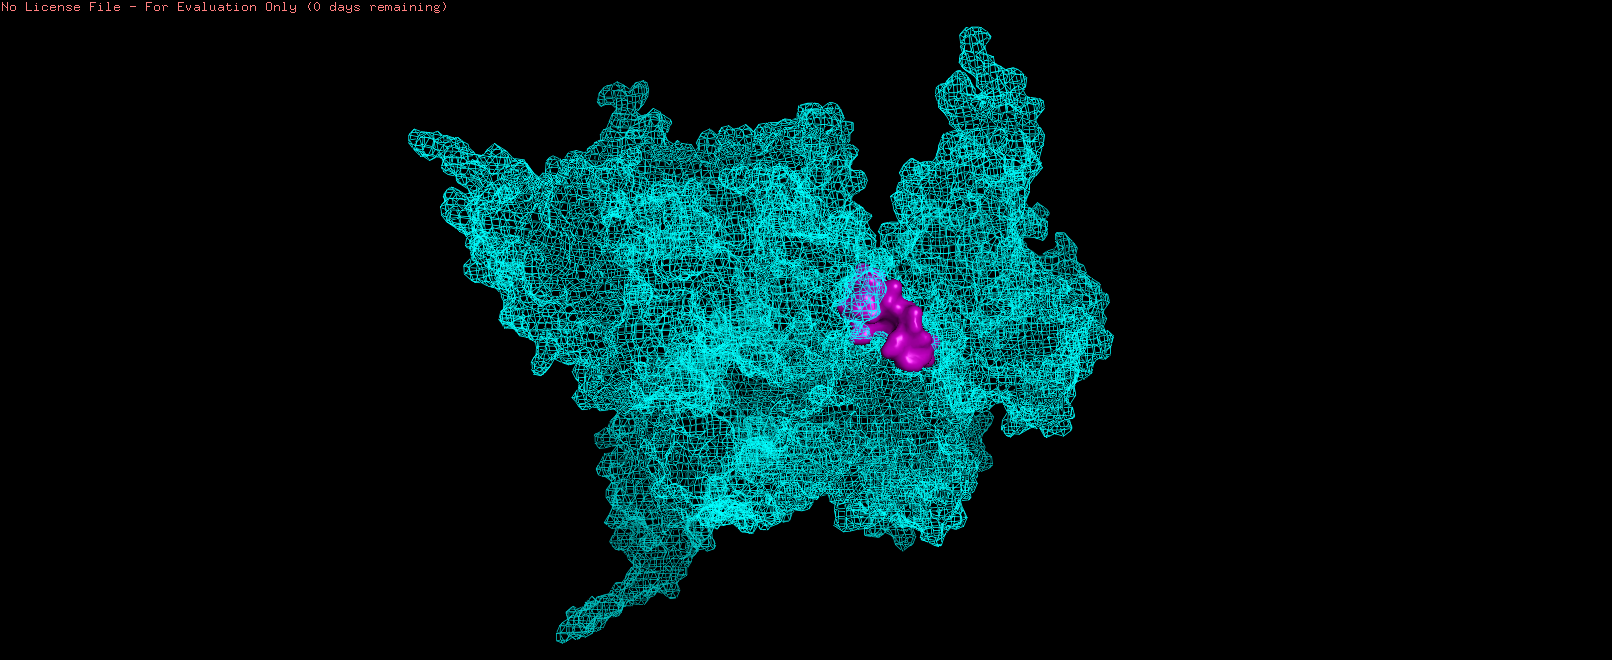 No License File - For Evaluation Only (0 days remaining)